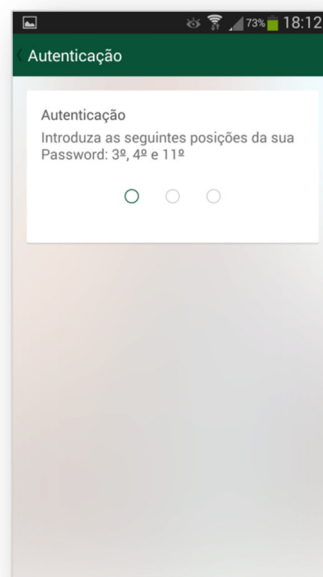 73% 18:12
Autenticação
Autenticação
Introduza as seguintes posições da sua
Password: 3º, 4º e 11º